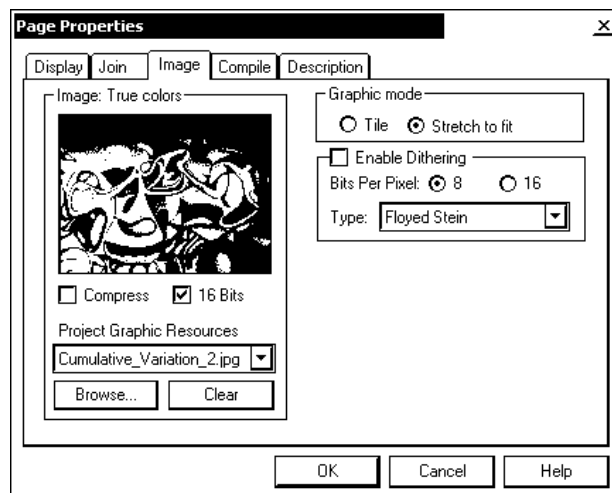 Page Properties
Display Join Image Compile Description
Image: True colors
Compress 16 Bits
Project Graphic Resources
Cumulative_Variation_2.jpg
Browse... Clear
Graphic mode
Tile Stretch to fit
Enable Dithering
Bits Per Pixel: 8 16
Type: Floyed Stein
OK Cancel Help